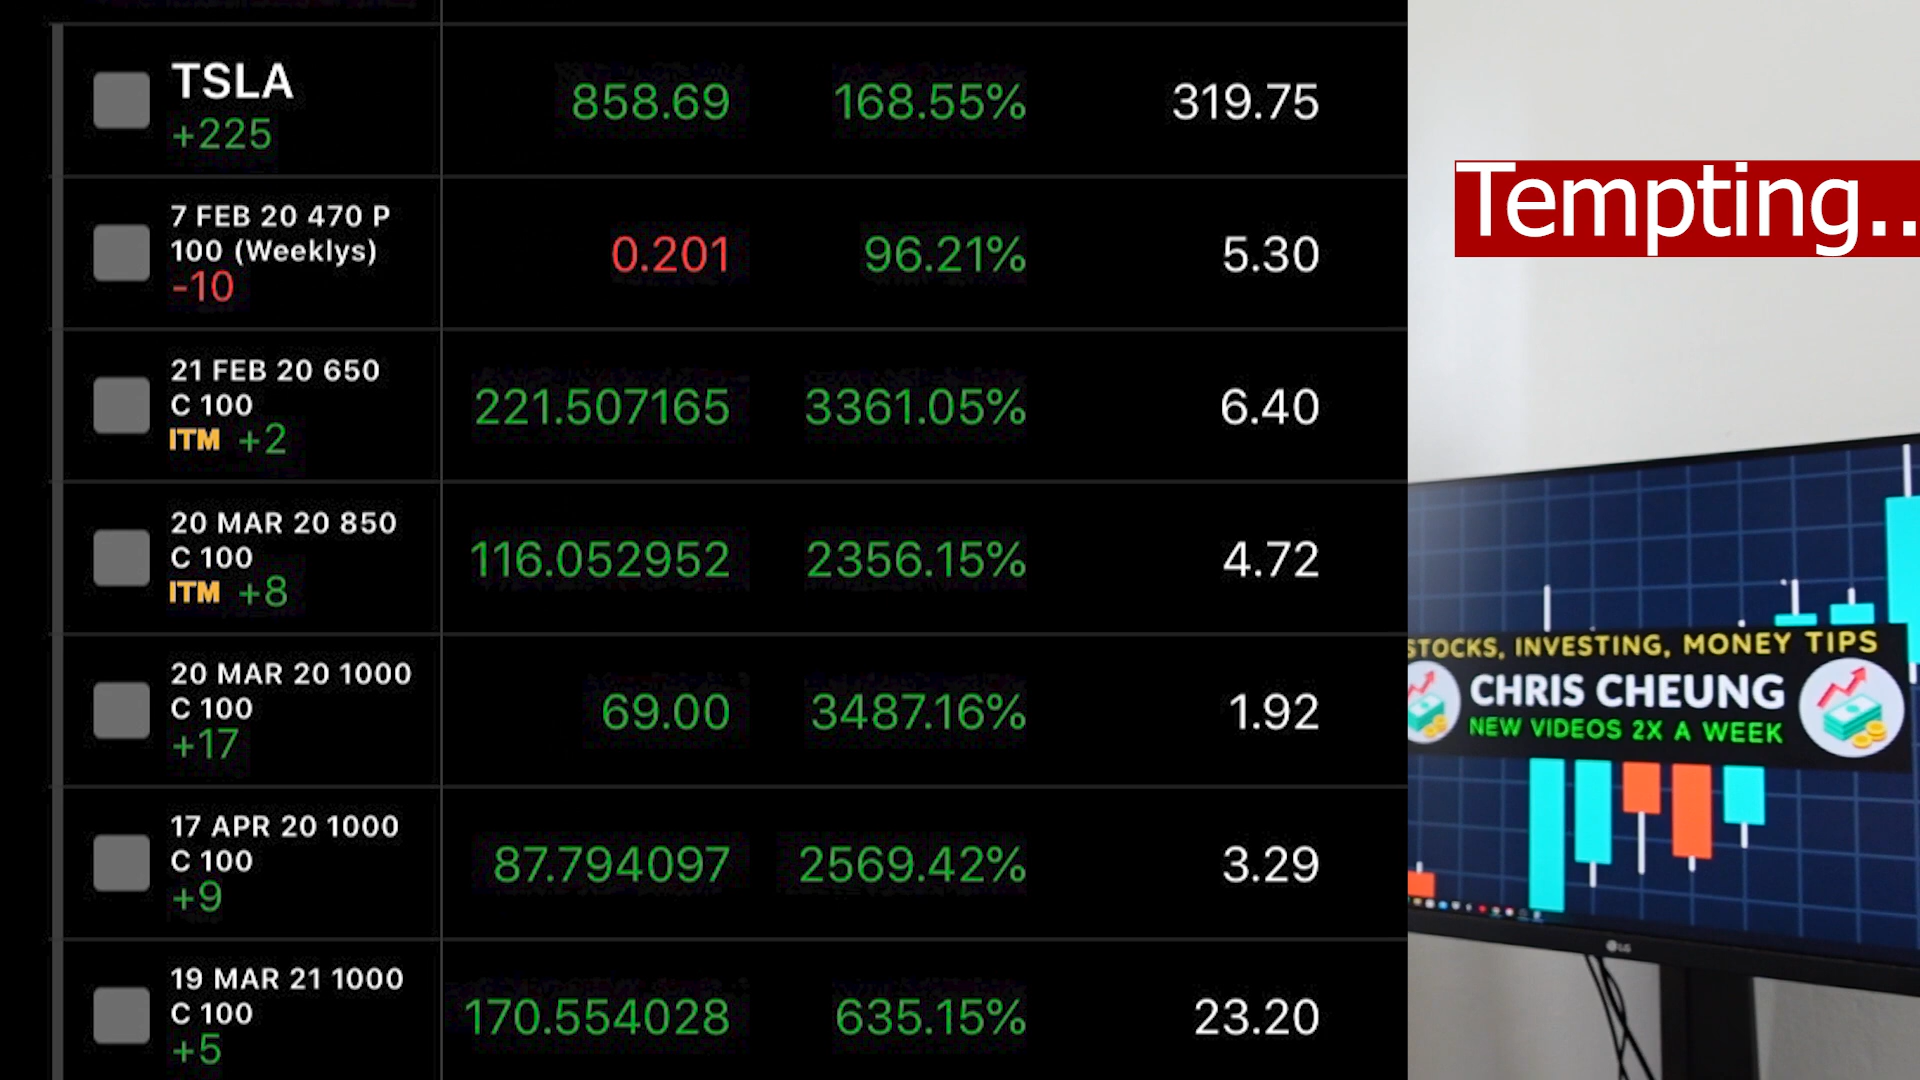 TSLA
+225
858.69
168.55%
319.75
7 FEB 20 470 P
100 (Weeklys)
-10
0.201
96.21%
5.30
21 FEB 20 650
C 100
ITM +2
221.507165
3361.05%
6.40
20 MAR 20 850
C 100
ITM +8
116.052952
2356.15%
4.72
20 MAR 20 1000
C 100
+17
69.00
3487.16%
1.92
17 APR 20 1000
C 100
+9
87.794097
2569.42%
3.29
19 MAR 21 1000
C 100
+5
170.554028
635.15%
23.20
Tempting..
STOCKS, INVESTING, MONEY TIPS
CHRIS CHEUNG
NEW VIDEOS 2X A WEEK
LG